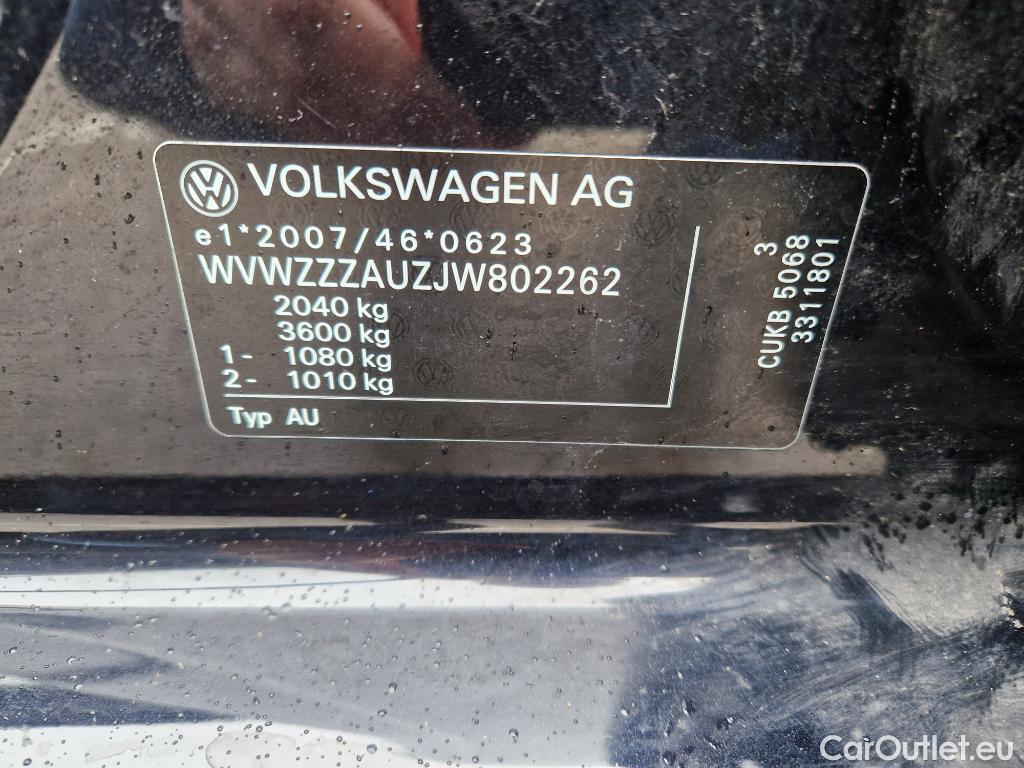 VOLKSWAGEN AG
e1*2007/46*0623
WVWZZZAUZJW802262
2040 kg
3600 kg
1- 1080 kg
2- 1010 kg
Typ AU
3
CUKB 5068
3311801
CarOutlet.eu